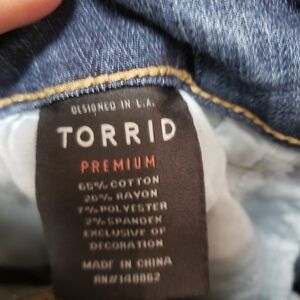 DESIGNED IN L.A.
TORRID
PREMIUM
65% COTTON
26% RAYON
7% POLYESTER
2% SPANDEX
EXCLUSIVE OF
DECORATION
MADE IN CHINA
RN# 148862